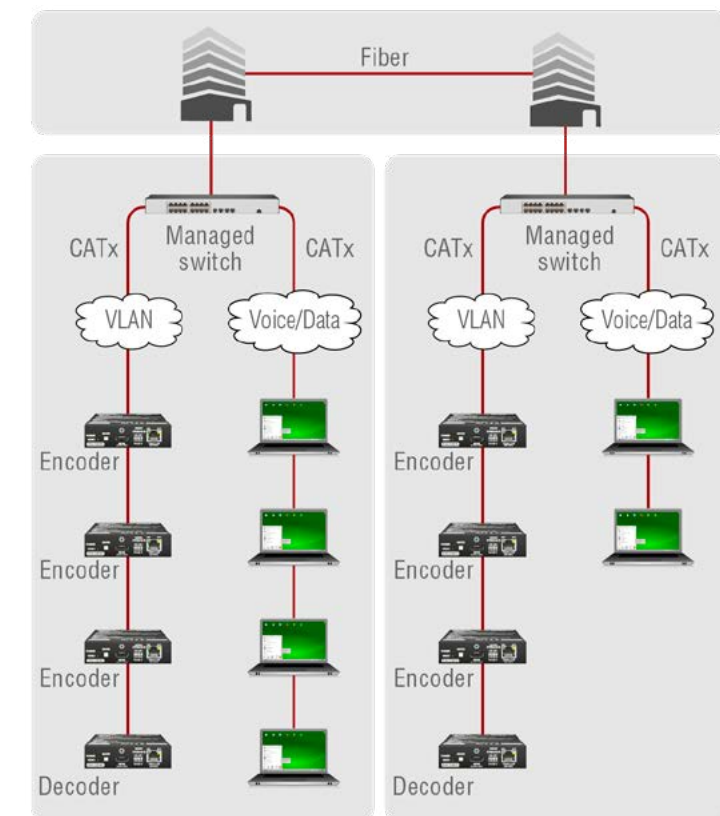 Fiber
CATx
Managed
switch
CATx
VLAN
Voice/Data
Encoder
Encoder
Encoder
Decoder
CATx
Managed
switch
CATx
VLAN
Voice/Data
Encoder
Encoder
Encoder
Decoder